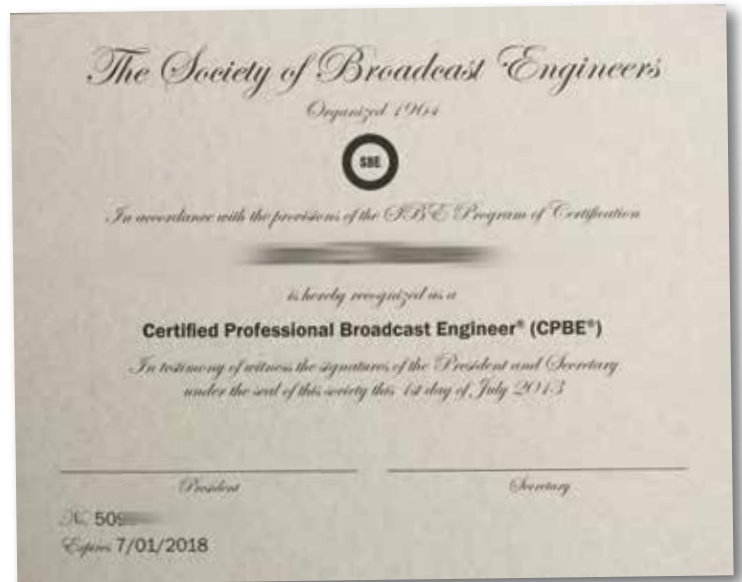 The Society of Broadcast Engineers
Organized 1964
SBE
In accordance with the provisions of the SBE Program of Certification
is hereby recognized as a
Certified Professional Broadcast Engineer® (CPBE®)
In testimony of witness the signatures of the President and Secretary
under the seal of this society this 1st day of July 2013
President Secretary
No. 509
Expires 7/01/2018